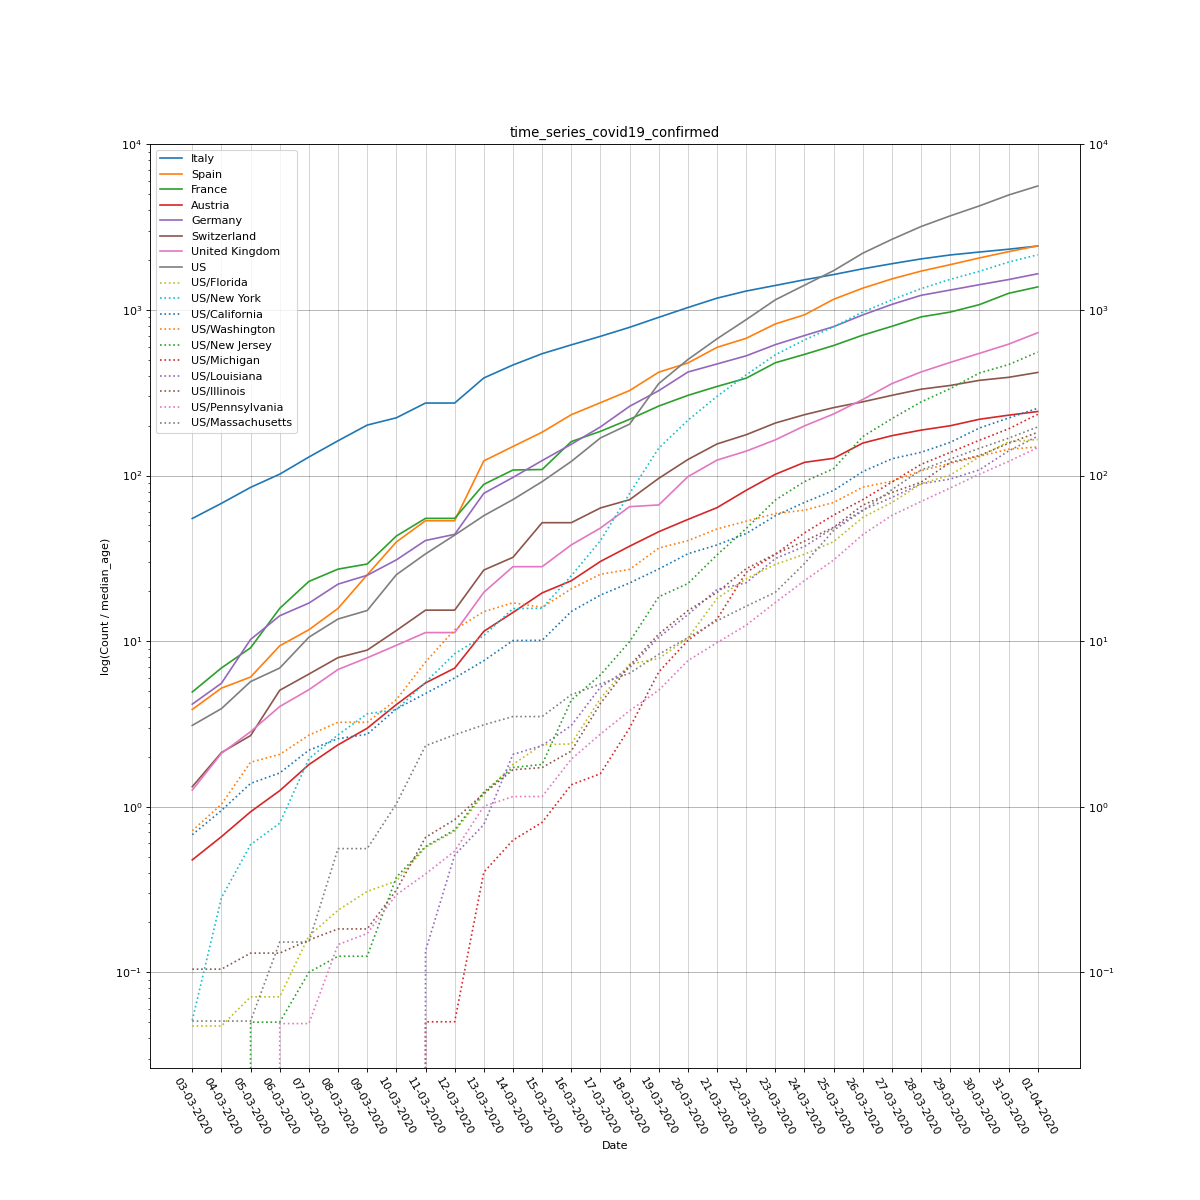 time_series_covid19_confirmed
10⁴
10³
10²
10¹
10⁰
10⁻¹
log(Count / median_age)
Italy
Spain
France
Austria
Germany
Switzerland
United Kingdom
US
US/Florida
US/New York
US/California
US/Washington
US/New Jersey
US/Michigan
US/Louisiana
US/Illinois
US/Pennsylvania
US/Massachusetts
10⁴
10³
10²
10¹
10⁰
10⁻¹
03-03-2020
04-03-2020
05-03-2020
06-03-2020
07-03-2020
08-03-2020
09-03-2020
10-03-2020
11-03-2020
12-03-2020
13-03-2020
14-03-2020
15-03-2020
16-03-2020
17-03-2020
18-03-2020
19-03-2020
20-03-2020
21-03-2020
22-03-2020
23-03-2020
24-03-2020
25-03-2020
26-03-2020
27-03-2020
28-03-2020
29-03-2020
30-03-2020
31-03-2020
01-04-2020
Date